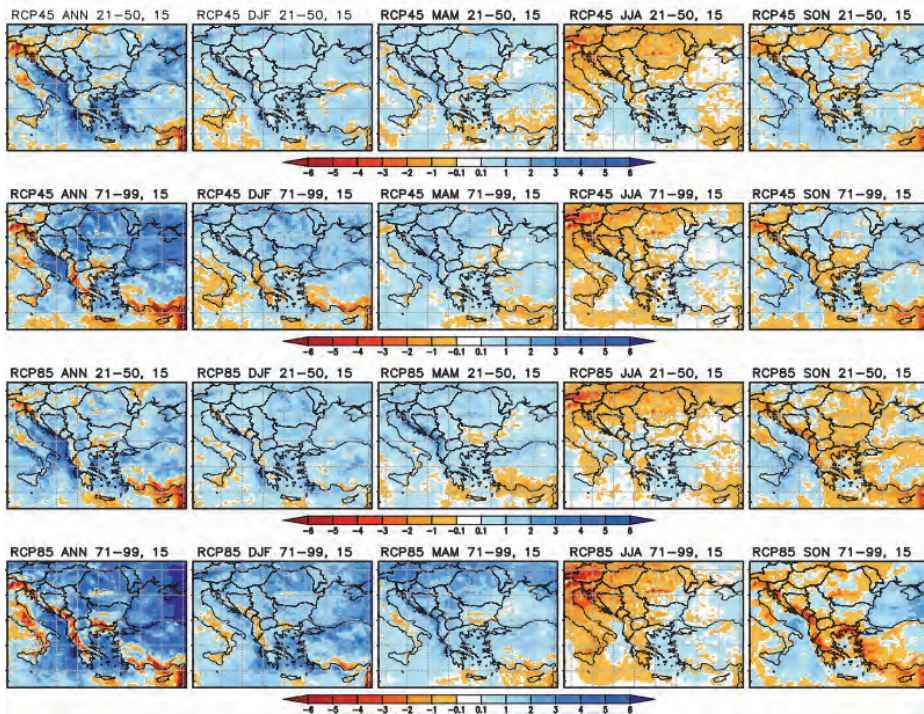 RCP45 ANN 21-50, 15 RCP45 DJF 21-50, 15 RCP45 MAM 21-50, 15 RCP45 JJA 21-50, 15 RCP45 SON 21-50, 15
-6 -5 -4 -3 -2 -1 -0.1 0.1 1 2 3 4 5 6
RCP45 ANN 71-99, 15 RCP45 DJF 71-99, 15 RCP45 MAM 71-99, 15 RCP45 JJA 71-99, 15 RCP45 SON 71-99, 15
-6 -5 -4 -3 -2 -1 -0.1 0.1 1 2 3 4 5 6
RCP85 ANN 21-50, 15 RCP85 DJF 21-50, 15 RCP85 MAM 21-50, 15 RCP85 JJA 21-50, 15 RCP85 SON 21-50, 15
-6 -5 -4 -3 -2 -1 -0.1 0.1 1 2 3 4 5 6
RCP85 ANN 71-99, 15 RCP85 DJF 71-99, 15 RCP85 MAM 71-99, 15 RCP85 JJA 71-99, 15 RCP85 SON 71-99, 15
-6 -5 -4 -3 -2 -1 -0.1 0.1 1 2 3 4 5 6